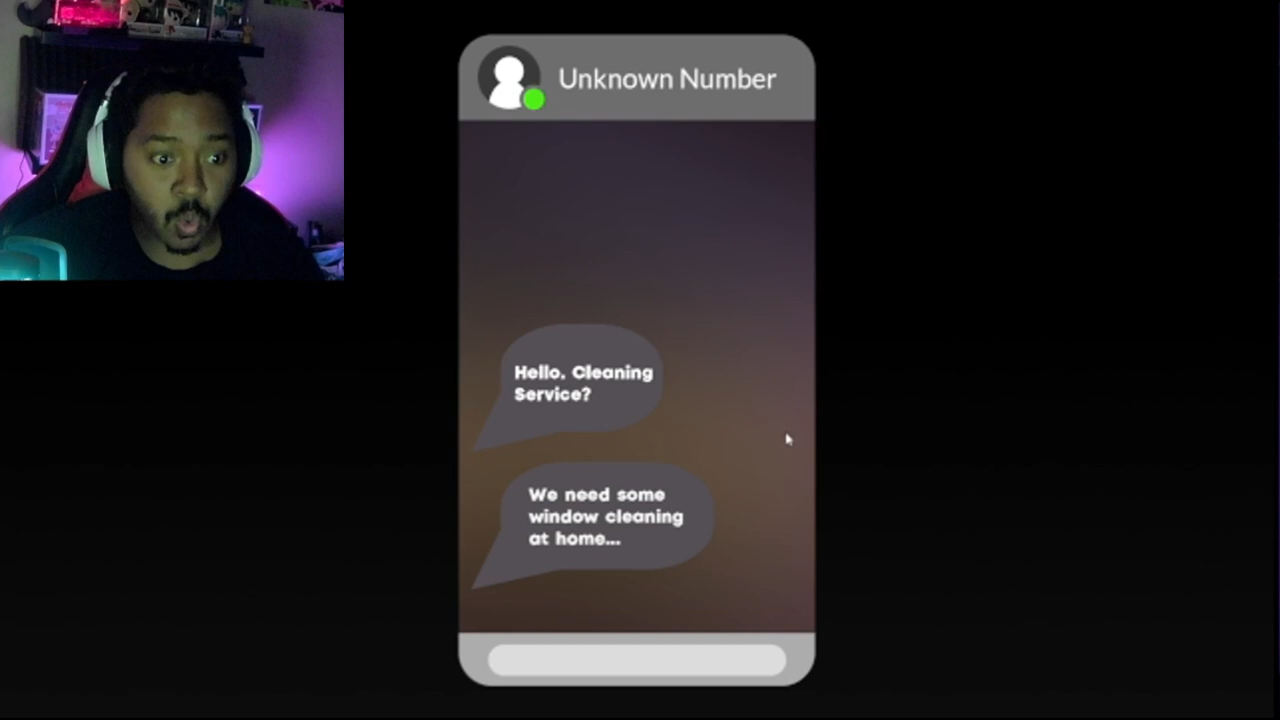 Unknown Number
Hello. Cleaning
Service?
We need some
window cleaning
at home...